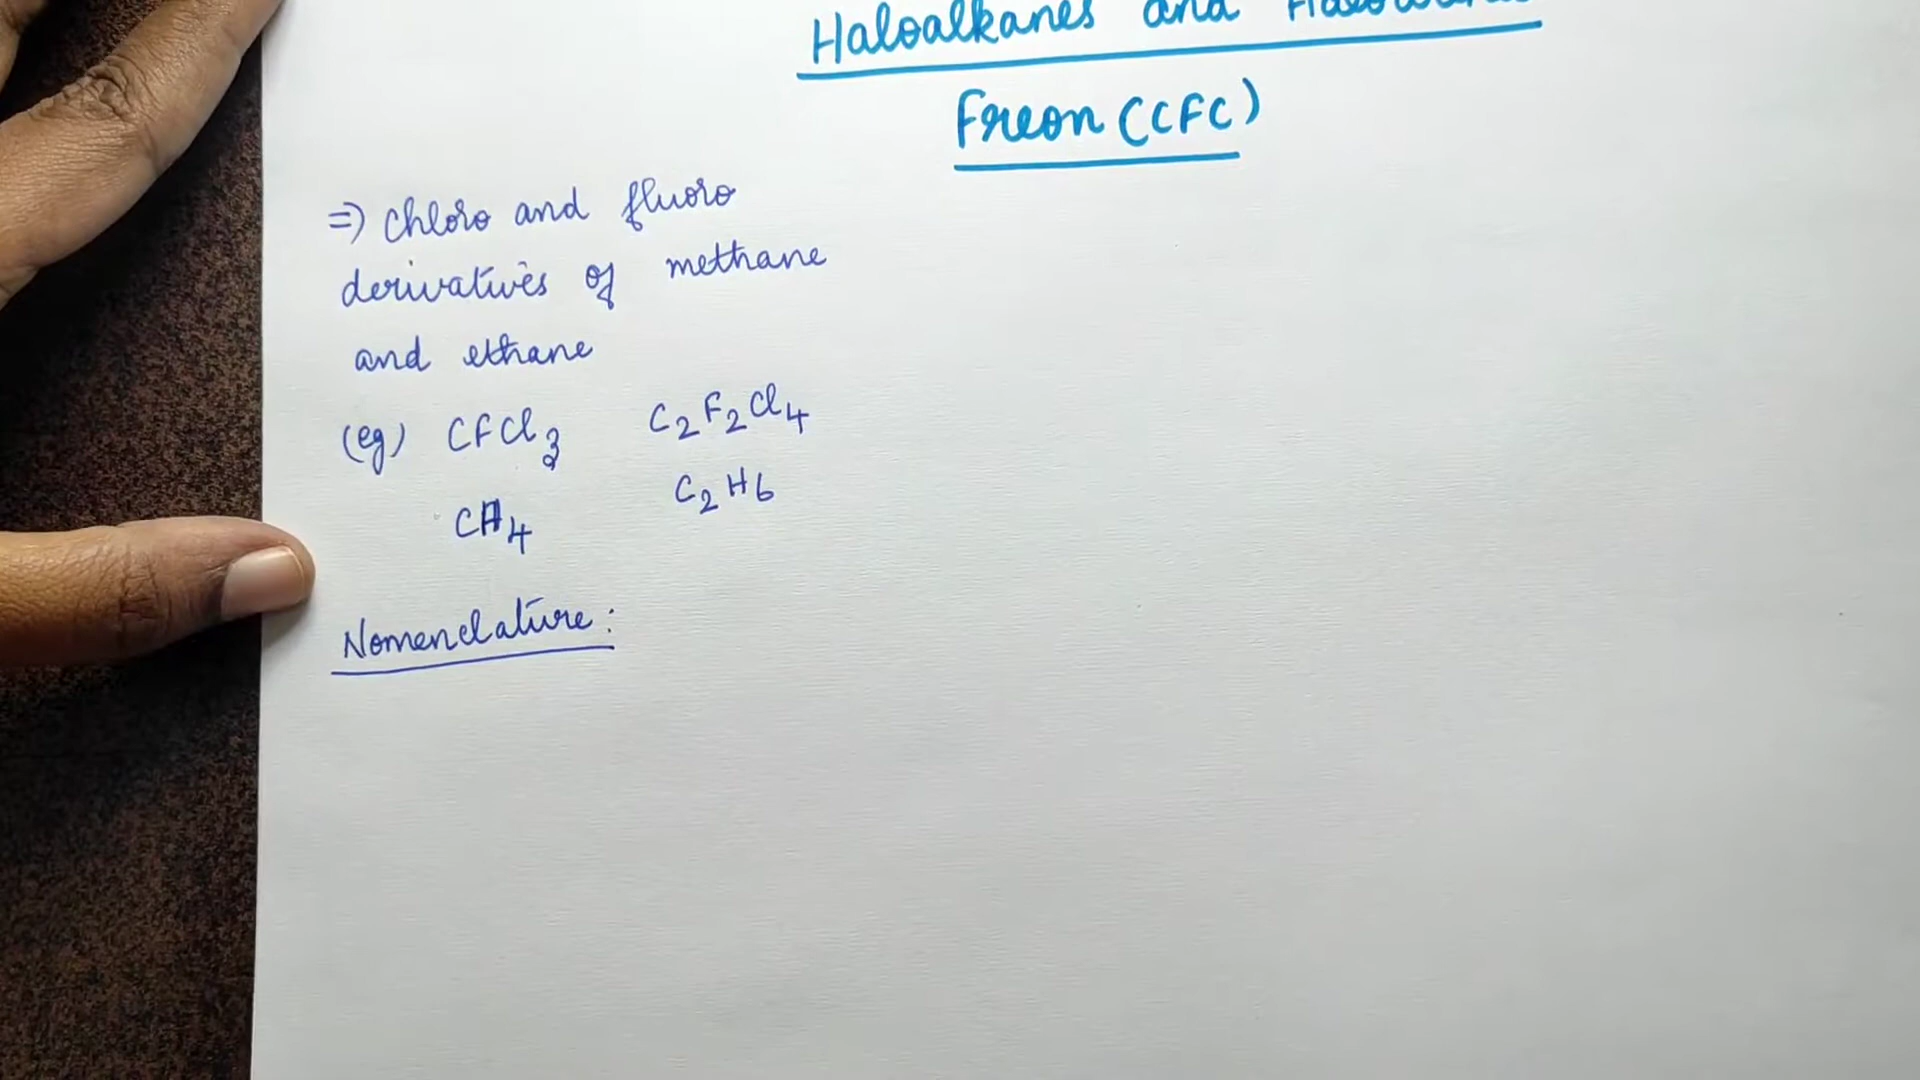 Haloalkanes and
Freon (CFC)
=> Chloro and fluoro
derivatives of methane
and ethane
(eg) CFCl3 C2F2Cl4
CH4 C2H6
Nomenclature: